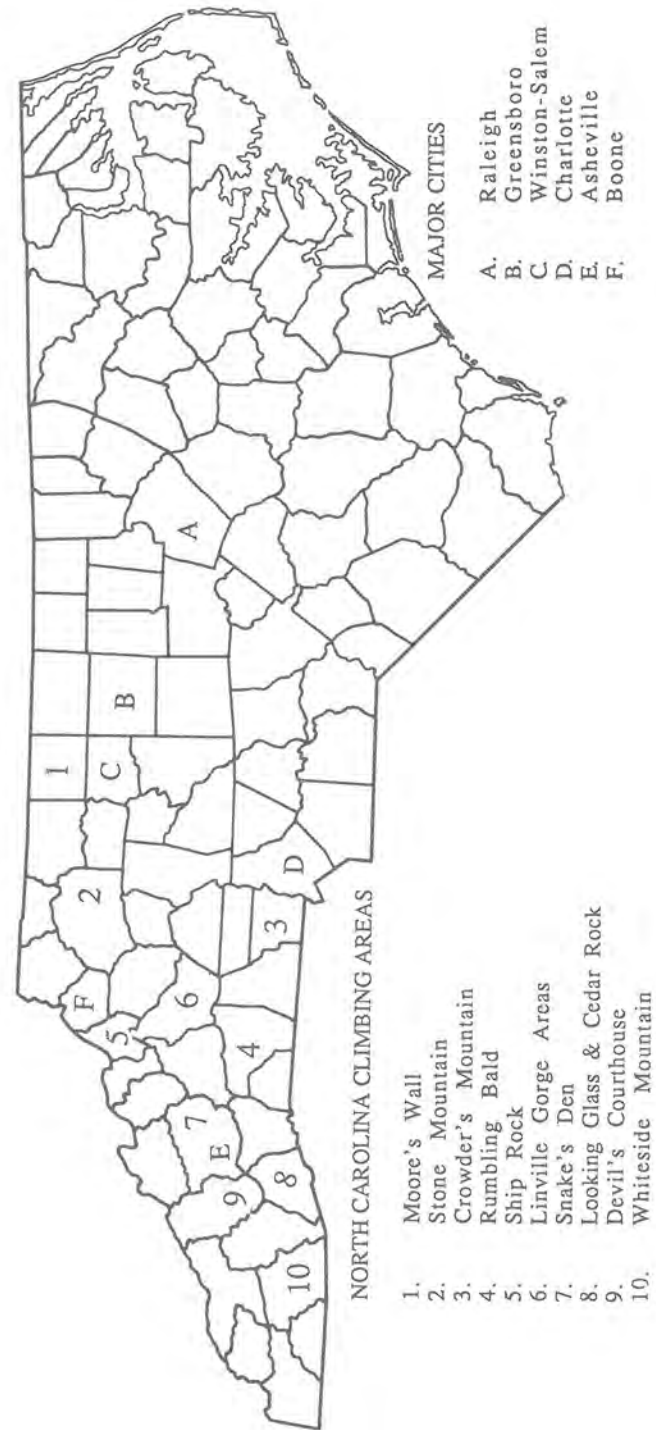 1
2
3
4
5
6
7
8
9
10
A
B
C
D
E
F
NORTH CAROLINA CLIMBING AREAS
1. Moore's Wall
2. Stone Mountain
3. Crowder's Mountain
4. Rumbling Bald
5. Ship Rock
6. Linville Gorge Areas
7. Snake's Den
8. Looking Glass & Cedar Rock
9. Devil's Courthouse
10. Whiteside Mountain
MAJOR CITIES
A. Raleigh
B. Greensboro
C. Winston-Salem
D. Charlotte
E. Asheville
F. Boone